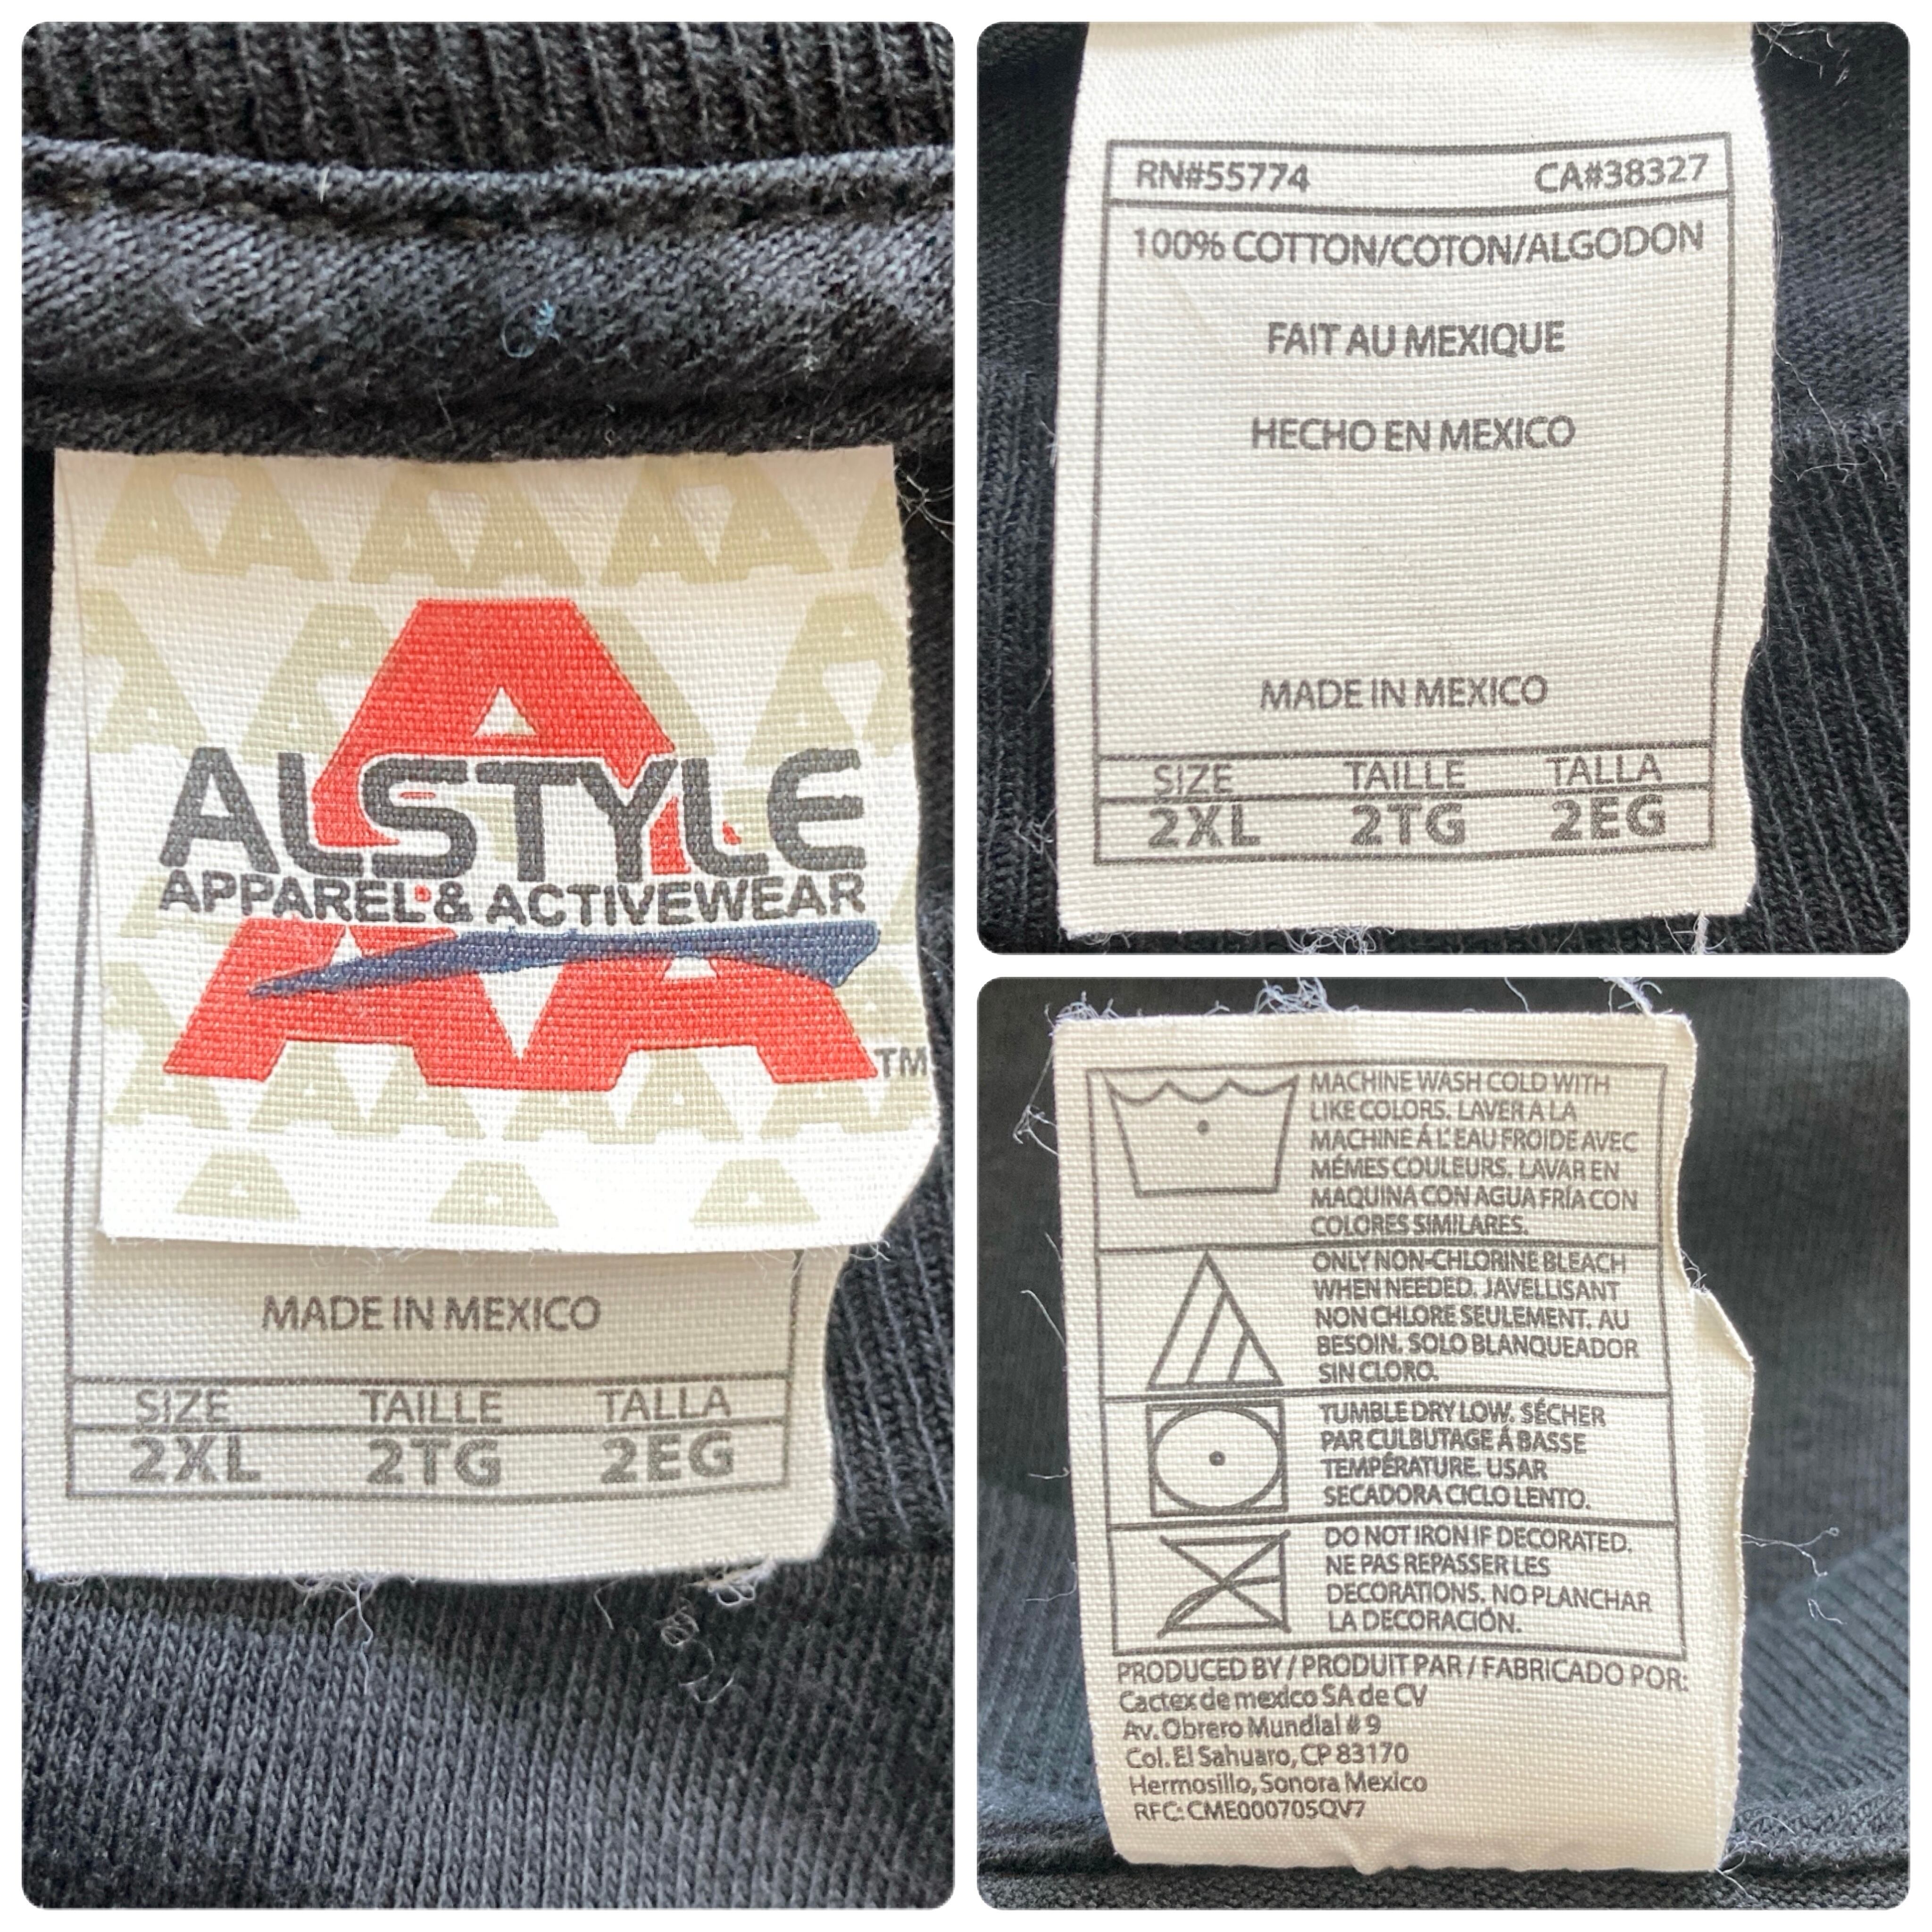 ALSTYLE
APPAREL & ACTIVEWEAR
TM
MADE IN MEXICO
SIZE TAILLE TALLA
2XL 2TG 2EG
RN#55774 CA#38327
100% COTTON/COTON/ALGODON
FAIT AU MEXIQUE
HECHO EN MEXICO
MADE IN MEXICO
SIZE TAILLE TALLA
2XL 2TG 2EG
MACHINE WASH COLD WITH
LIKE COLORS. LAVER A LA
MACHINE Á L'EAU FROIDE AVEC
MÉMES COULEURS. LAVAR EN
MAQUINA CON AGUA FRÍA CON
COLORES SIMILARES.
ONLY NON-CHLORINE BLEACH
WHEN NEEDED. JAVELLISANT
NON CHLORE SEULEMENT. AU
BESOIN. SOLO BLANQUEADOR
SIN CLORO.
TUMBLE DRY LOW. SÉCHER
PAR CULBUTAGE Á BASSE
TEMPÉRATURE. USAR
SECADORA CICLO LENTO.
DO NOT IRON IF DECORATED.
NE PAS REPASSER LES
DECORATIONS. NO PLANCHAR
LA DECORACIÓN.
PRODUCED BY / PRODUIT PAR / FABRICADO POR:
Cactex de mexico SA de CV
Av. Obrero Mundial # 9
Col. El Sahuaro, CP 83170
Hermosillo, Sonora Mexico
RFC: CME000705QV7